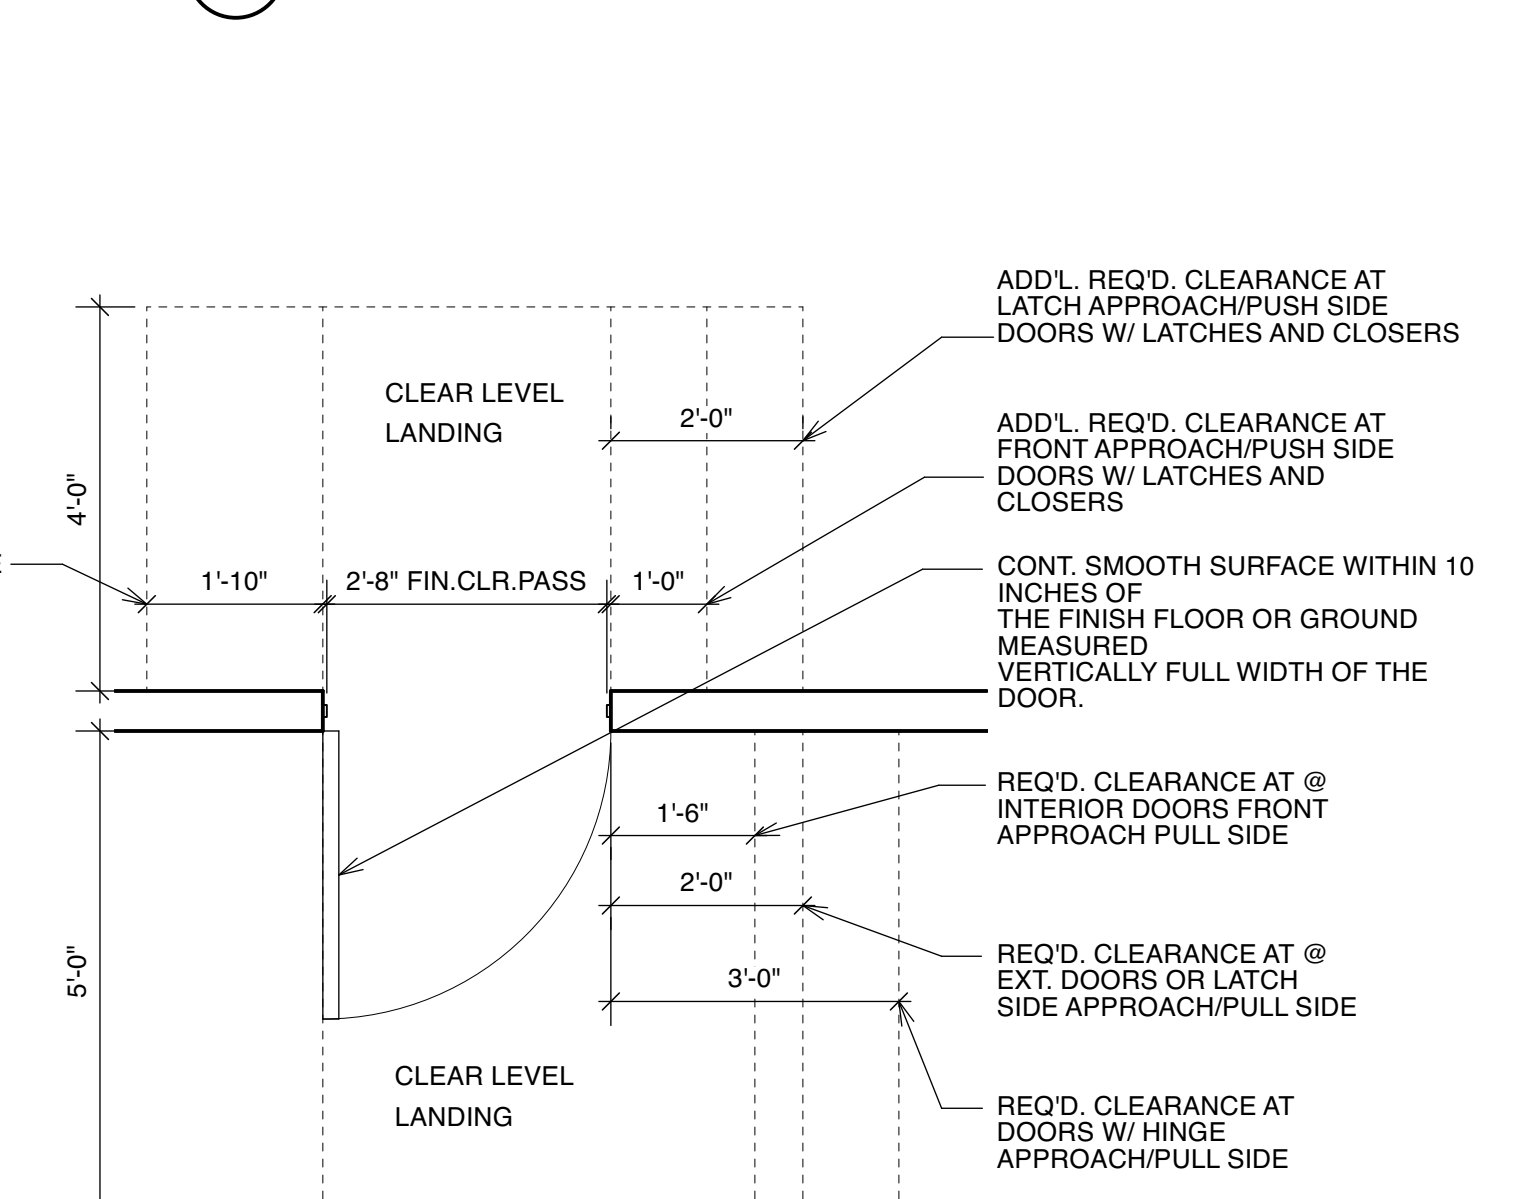 ADD'L. REQ'D. CLEARANCE AT
LATCH APPROACH/PUSH SIDE
DOORS W/ LATCHES AND CLOSERS
CLEAR LEVEL
LANDING
2'-0"
ADD'L. REQ'D. CLEARANCE AT
FRONT APPROACH/PUSH SIDE
DOORS W/ LATCHES AND
CLOSERS
4'-0"
1'-10"
2'-8" FIN.CLR.PASS
1'-0"
CONT. SMOOTH SURFACE WITHIN 10
INCHES OF
THE FINISH FLOOR OR GROUND
MEASURED
VERTICALLY FULL WIDTH OF THE
DOOR.
1'-6"
REQ'D. CLEARANCE AT @
INTERIOR DOORS FRONT
APPROACH PULL SIDE
2'-0"
5'-0"
3'-0"
REQ'D. CLEARANCE AT @
EXT. DOORS OR LATCH
SIDE APPROACH/PULL SIDE
CLEAR LEVEL
LANDING
REQ'D. CLEARANCE AT
DOORS W/ HINGE
APPROACH/PULL SIDE